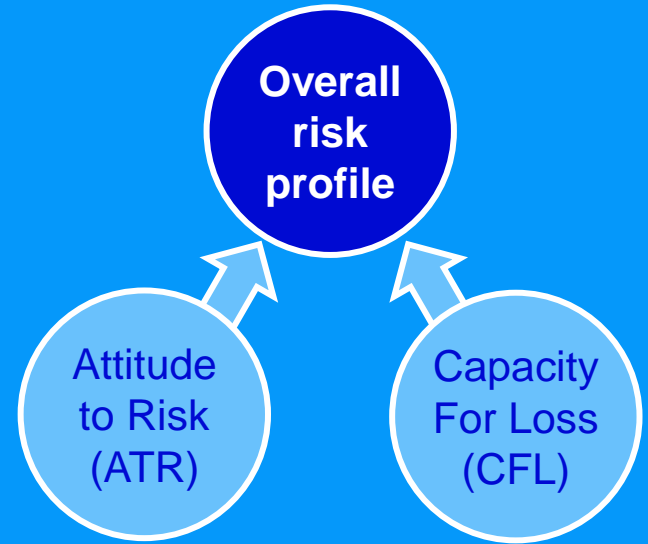 Overall
risk
profile
Attitude
to Risk
(ATR)
Capacity
For Loss
(CFL)